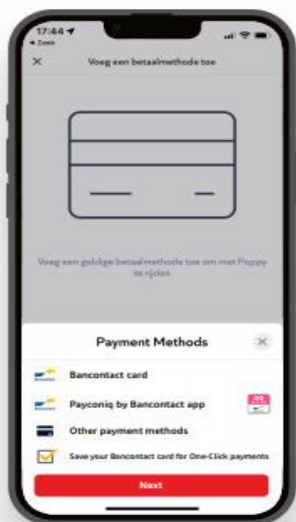 17:44
Zoek
Voeg een betaalmethode toe
Voeg een geldige betaalmethode toe om met Poppy
te rijden
Payment Methods
Bancontact card
Payconiq by Bancontact app
Other payment methods
Save your Bancontact card for One-Click payments
Next